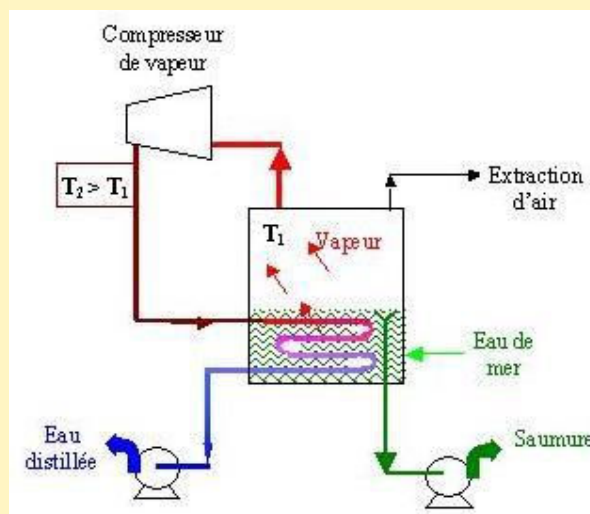 Compresseur
de vapeur
T₂ > T₁
Extraction
d'air
T₁
Vapeur
Eau de
mer
Eau
distillée
Saumure